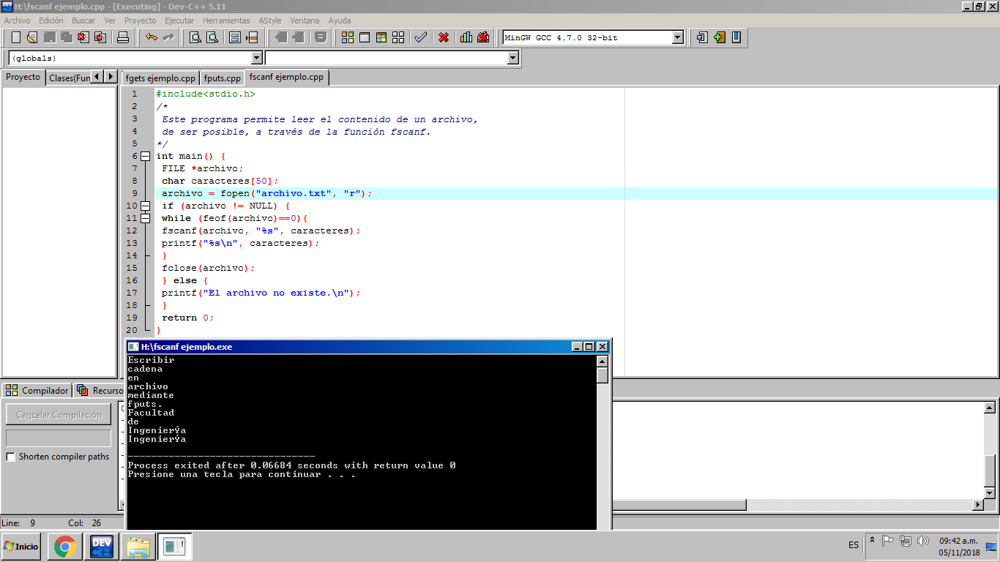 H:\fscanf ejemplo.cpp - [Executing] - Dev-C++ 5.11
Archivo Edición Buscar Ver Proyecto Ejecutar Herramientas AStyle Ventana Ayuda
MinGW GCC 4.7.0 32-bit
(globals)
Proyecto Clases(Fun fgets ejemplo.cpp fputs.cpp fscanf ejemplo.cpp
1 #include<stdio.h>
2 /*
3 Este programa permite leer el contenido de un archivo,
4 de ser posible, a través de la función fscanf.
5 */
6 int main() {
7 FILE *archivo;
8 char caracteres[50];
9 archivo = fopen("archivo.txt", "r");
10 if (archivo != NULL) {
11 while (feof(archivo)==0){
12 fscanf(archivo, "%s", caracteres);
13 printf("%s\n", caracteres);
14 }
15 fclose(archivo);
16 } else {
17 printf("El archivo no existe.\n");
18 }
19 return 0;
20 }
H:\fscanf ejemplo.exe
Escribir
cadena
en
archivo
mediante
fputs.
Facultad
de
IngenierÝa
IngenierÝa
--------------------------------
Process exited after 0.06684 seconds with return value 0
Presione una tecla para continuar . . .
Compilador Recurso
Cancelar Compilación
Shorten compiler paths
Line: 9 Col: 26
Inicio
DEV C++
ES
09:42 a.m.
05/11/2018